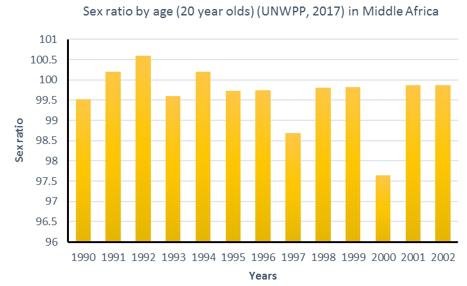 Sex ratio by age (20 year olds) (UNWPP, 2017) in Middle Africa
101
100.5
100
99.5
99
98.5
98
97.5
97
96.5
96
Sex ratio
1990 1991 1992 1993 1994 1995 1996 1997 1998 1999 2000 2001 2002
Years